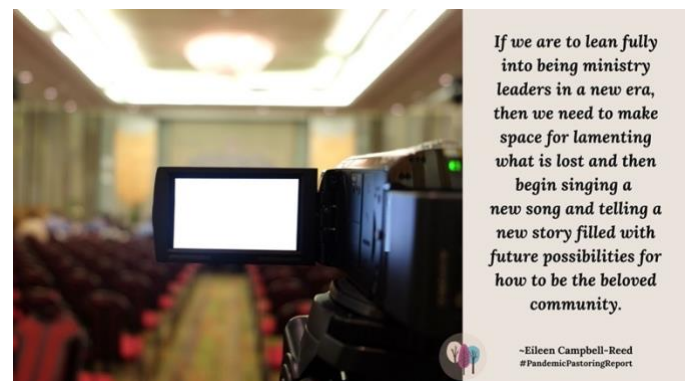 If we are to lean fully
into being ministry
leaders in a new era,
then we need to make
space for lamenting
what is lost and then
begin singing a
new song and telling a
new story filled with
future possibilities for
how to be the beloved
community.
~Eileen Campbell-Reed
#PandemicPastoringReport